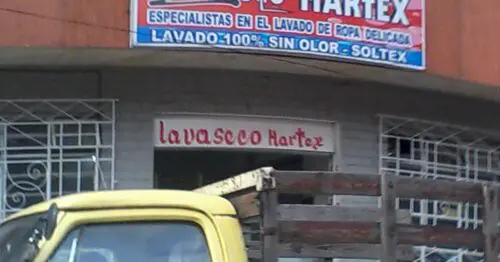 HARTEX
ESPECIALISTAS EN EL LAVADO DE ROPA DELICADA
LAVADO 100% SIN OLOR - SOLTEX
lavaseco Hartex